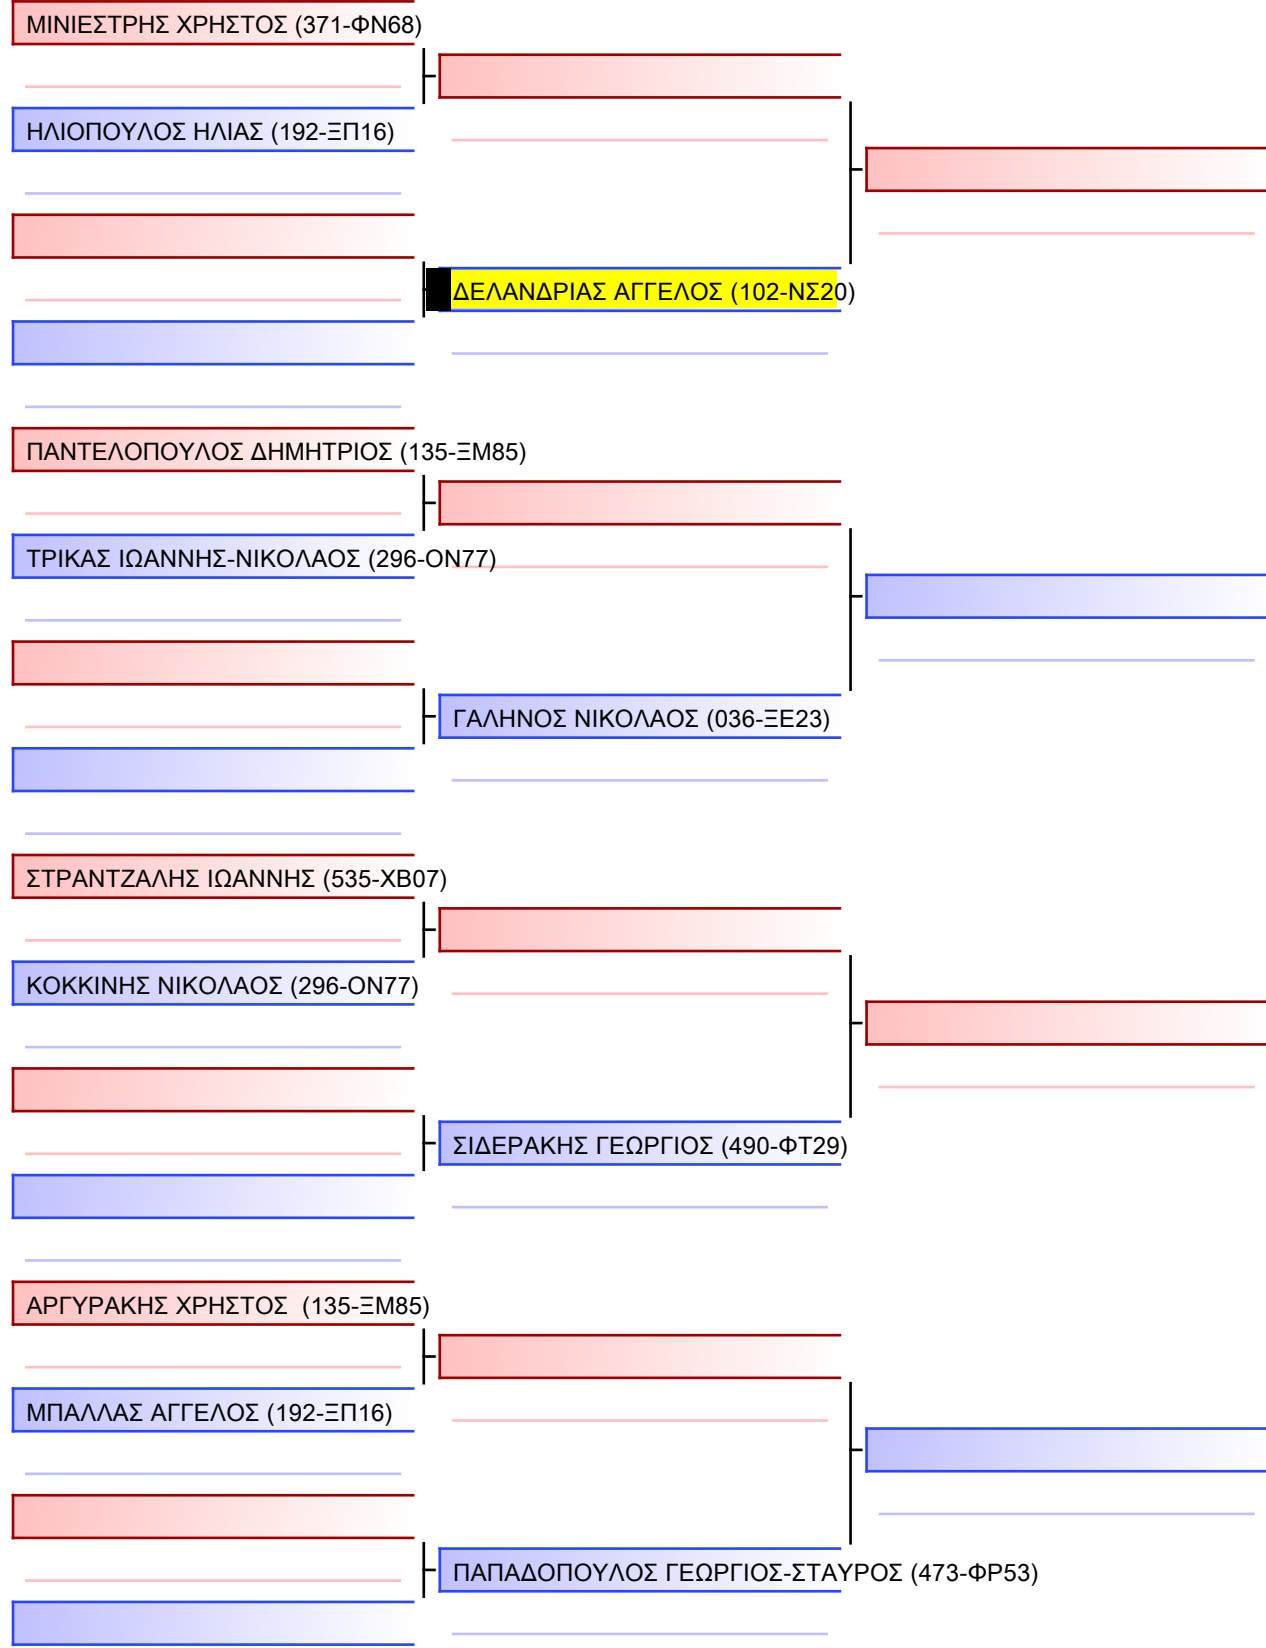 ΜΙΝΙΕΣΤΡΗΣ ΧΡΗΣΤΟΣ (371-ΦΝ68)
ΗΛΙΟΠΟΥΛΟΣ ΗΛΙΑΣ (192-ΞΠ16)
ΔΕΛΑΝΔΡΙΑΣ ΑΓΓΕΛΟΣ (102-ΝΣ20)
ΠΑΝΤΕΛΟΠΟΥΛΟΣ ΔΗΜΗΤΡΙΟΣ (135-ΞΜ85)
ΤΡΙΚΑΣ ΙΩΑΝΝΗΣ-ΝΙΚΟΛΑΟΣ (296-ΟΝ77)
ΓΑΛΗΝΟΣ ΝΙΚΟΛΑΟΣ (036-ΞΕ23)
ΣΤΡΑΝΤΖΑΛΗΣ ΙΩΑΝΝΗΣ (535-ΧΒ07)
ΚΟΚΚΙΝΗΣ ΝΙΚΟΛΑΟΣ (296-ΟΝ77)
ΣΙΔΕΡΑΚΗΣ ΓΕΩΡΓΙΟΣ (490-ΦΤ29)
ΑΡΓΥΡΑΚΗΣ ΧΡΗΣΤΟΣ  (135-ΞΜ85)
ΜΠΑΛΛΑΣ ΑΓΓΕΛΟΣ (192-ΞΠ16)
ΠΑΠΑΔΟΠΟΥΛΟΣ ΓΕΩΡΓΙΟΣ-ΣΤΑΥΡΟΣ (473-ΦΡ53)